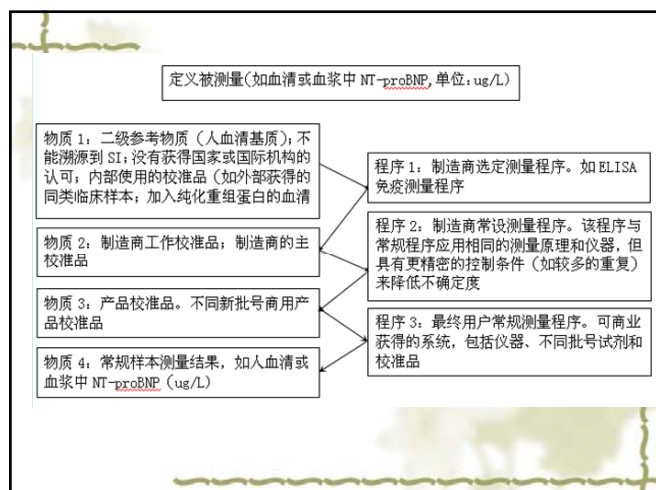 定义被测量(如血清或血浆中 NT-proBNP,单位:ug/L)
物质 1: 二级参考物质(人血清基质);不
能溯源到 SI;没有获得国家或国际机构的
认可;内部使用的校准品(如外部获得的
同类临床样本;加入纯化重组蛋白的血清
物质 2: 制造商工作校准品;制造商的主
校准品
物质 3: 产品校准品。不同新批号商用产
品校准品
物质 4: 常规样本测量结果,如人血清或
血浆中 NT-proBNP(ug/L)
程序 1: 制造商选定测量程序。如 ELISA
免疫测量程序
程序 2: 制造商常设测量程序。该程序与
常规程序应用相同的测量原理和仪器,但
具有更精密的控制条件(如较多的重复)
来降低不确定度
程序 3: 最终用户常规测量程序。可商业
获得的系统,包括仪器、不同批号试剂和
校准品